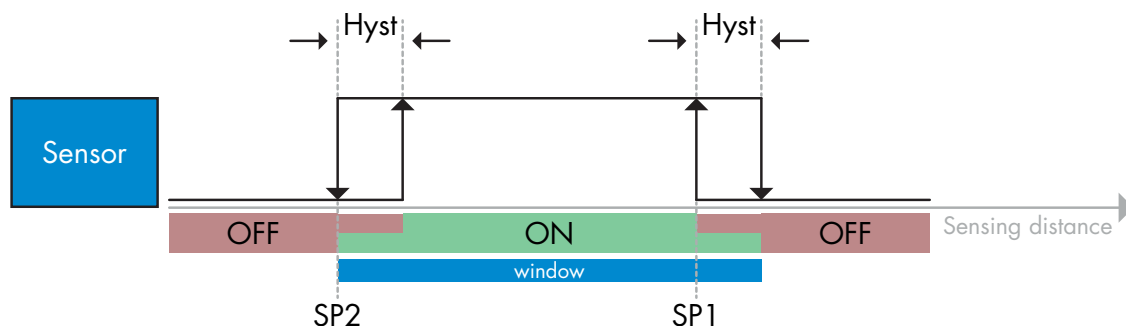 Hyst
Hyst
Sensor
OFF
ON
OFF
Sensing distance
window
SP2
SP1